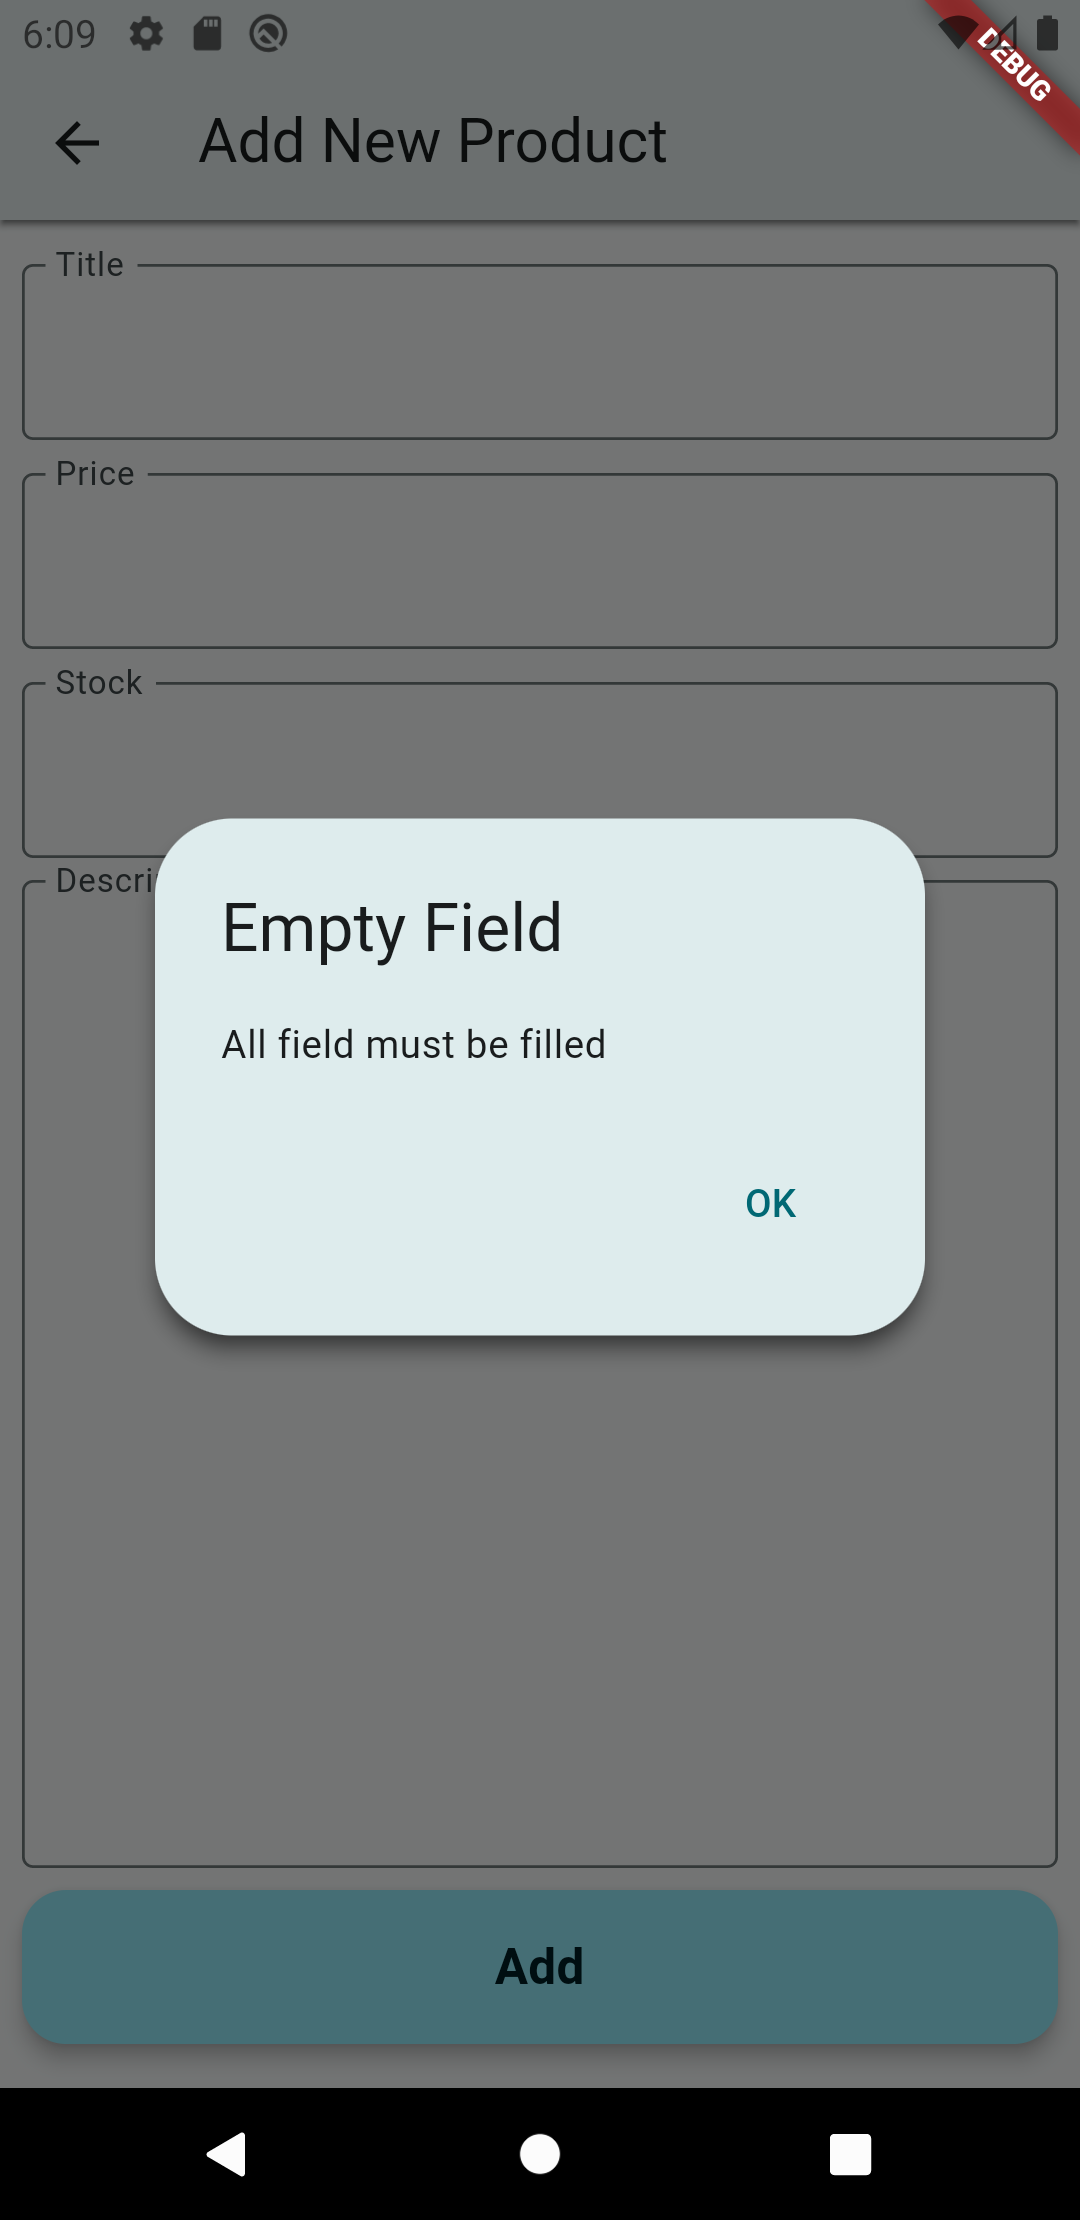 6:09
DEBUG
Add New Product
Title
Price
Stock
Descri
Empty Field
All field must be filled
OK
Add